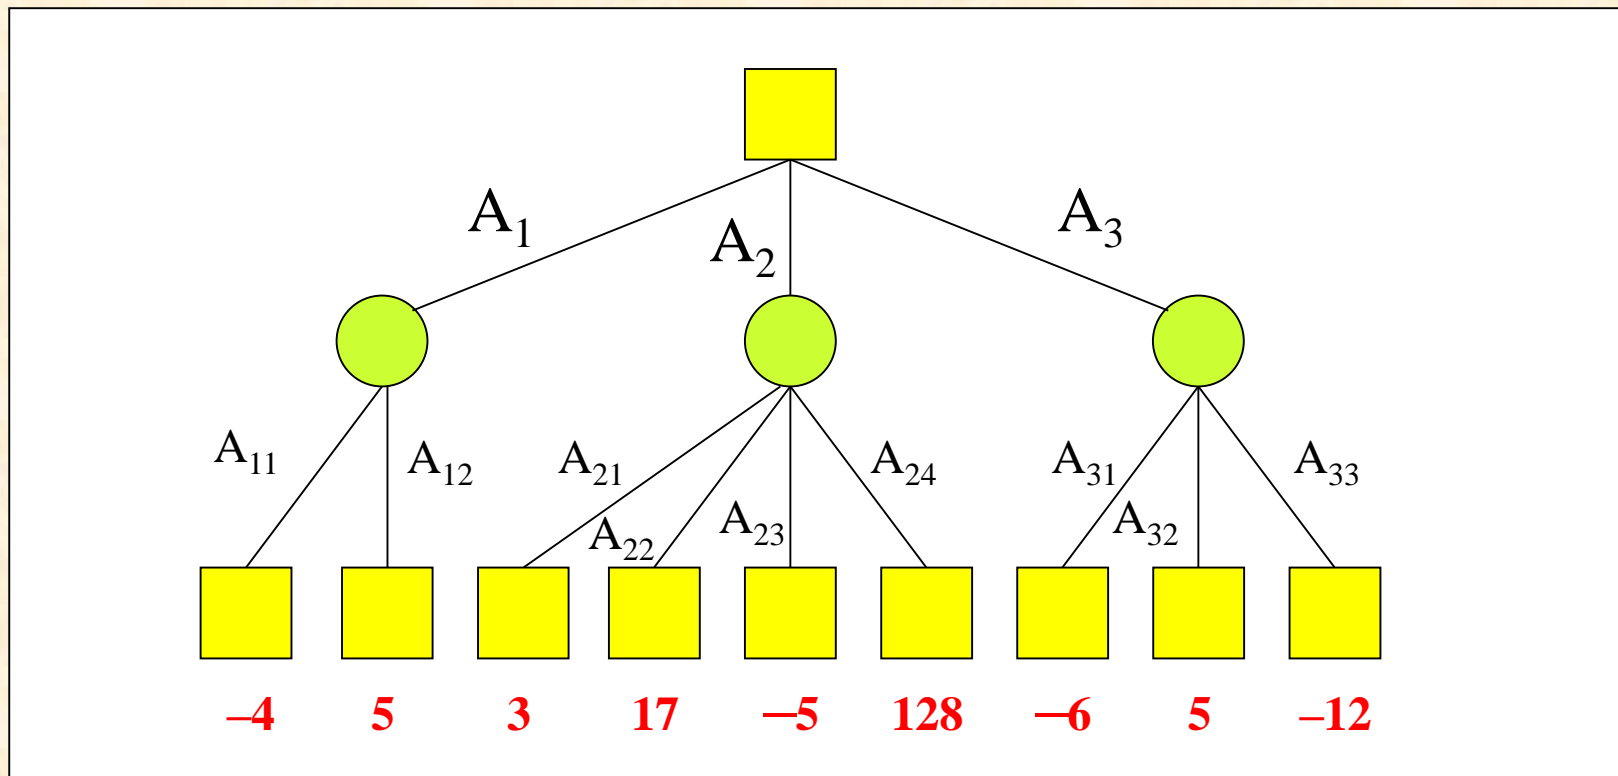 A₁ A₂ A₃
A₁₁ A₁₂ A₂₁ A₂₂ A₂₃ A₂₄ A₃₁ A₃₂ A₃₃
–4 5 3 17 –5 128 –6 5 –12